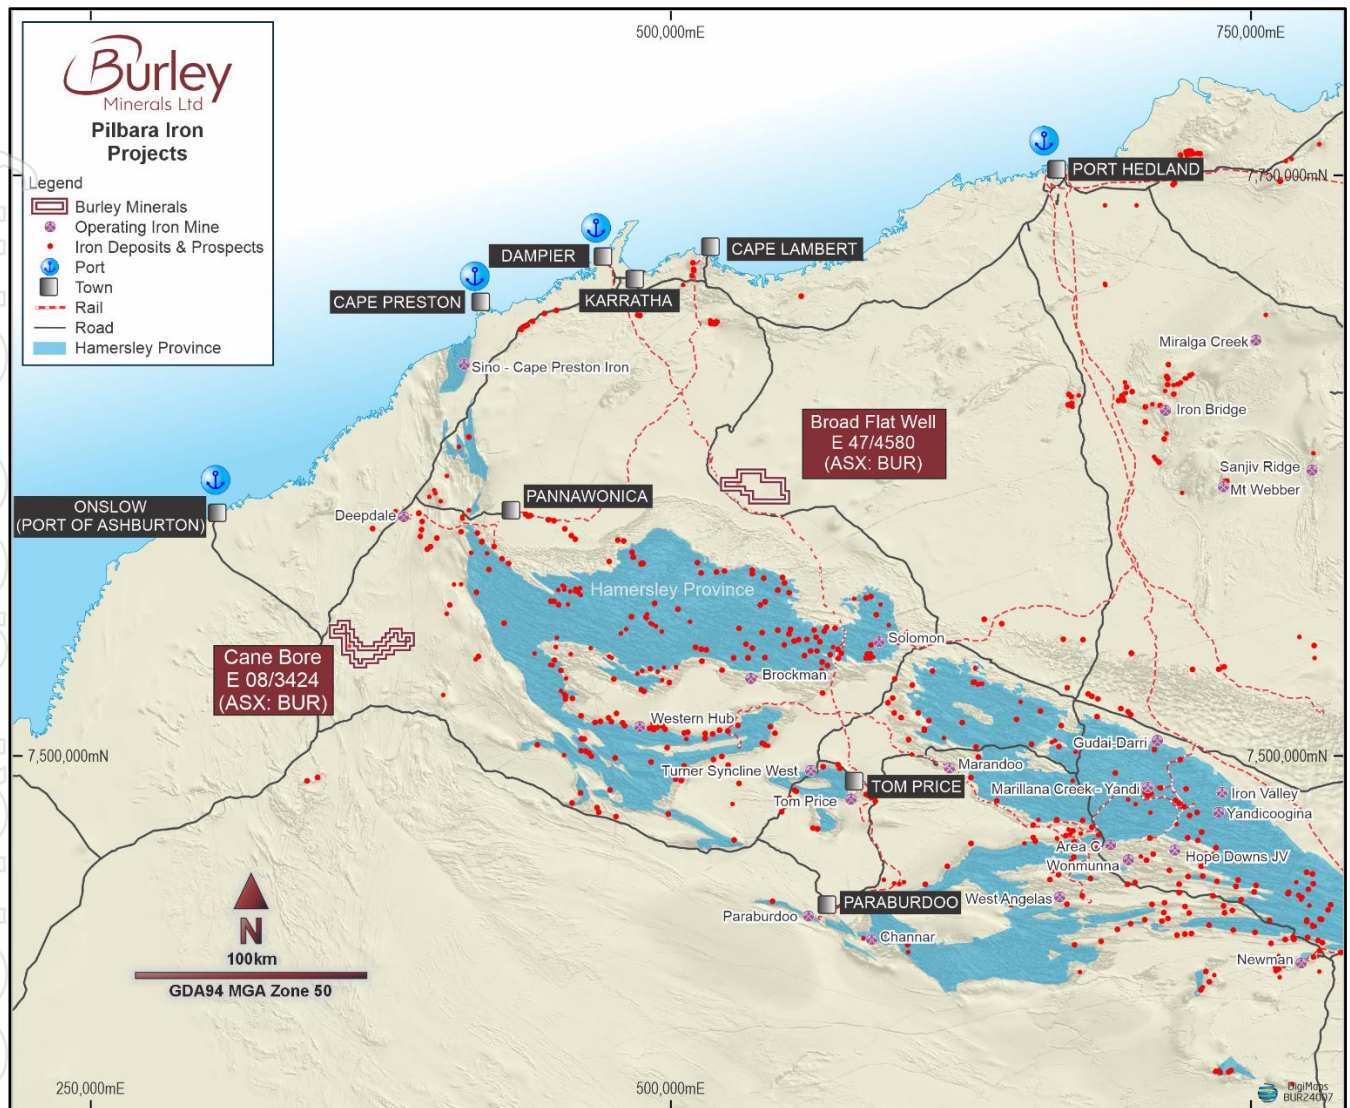 500,000mE
750,000mE
Burley
Minerals Ltd
Pilbara Iron
Projects
Legend
Burley Minerals
Operating Iron Mine
Iron Deposits & Prospects
Port
Town
Rail
Road
Hamersley Province
PORT HEDLAND
7,750,000mN
DAMPIER
CAPE LAMBERT
CAPE PRESTON
KARRATHA
Miralga Creek
Sino - Cape Preston Iron
Iron Bridge
Broad Flat Well
E 47/4580
(ASX: BUR)
Sanjiv Ridge
Mt Webber
ONSLOW
(PORT OF ASHBURTON)
PANNAWONICA
Deepdale
Hamersley Province
Solomon
Cane Bore
E 08/3424
(ASX: BUR)
Brockman
Western Hub
7,500,000mN
Gudai-Darri
7,500,000mN
Turner Syncline West
Marandoo
TOM PRICE
Tom Price
Marillana Creek - Yandi
Iron Valley
Yandicoogina
Area C
Hope Downs JV
Wonmunna
West Angelas
PARABURDOO
Paraburdoo
Channar
Newman
N
100km
GDA94 MGA Zone 50
250,000mE
500,000mE
DigiMaps
BUR24007